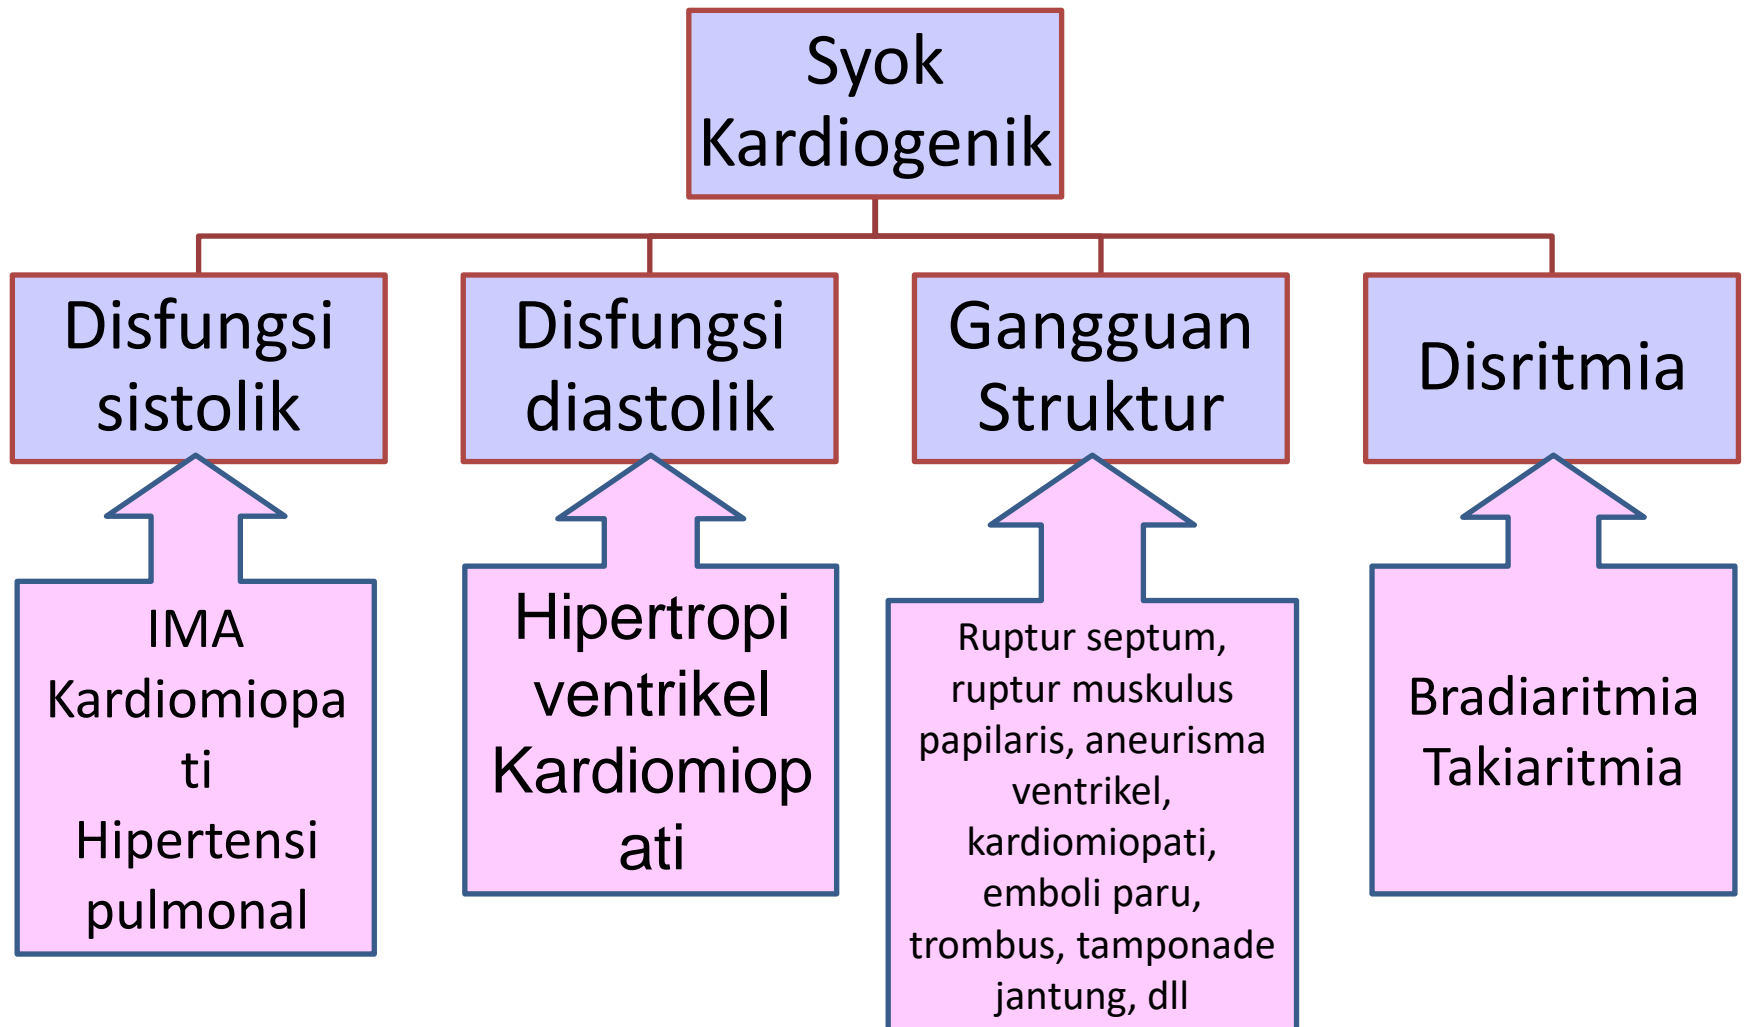 Syok
Kardiogenik
Disfungsi
sistolik
Disfungsi
diastolik
Gangguan
Struktur
Disritmia
IMA
Kardiomiopa
ti
Hipertensi
pulmonal
Hipertropi
ventrikel
Kardiomiop
ati
Ruptur septum,
ruptur muskulus
papilaris, aneurisma
ventrikel,
kardiomiopati,
emboli paru,
trombus, tamponade
jantung, dll
Bradiaritmia
Takiaritmia